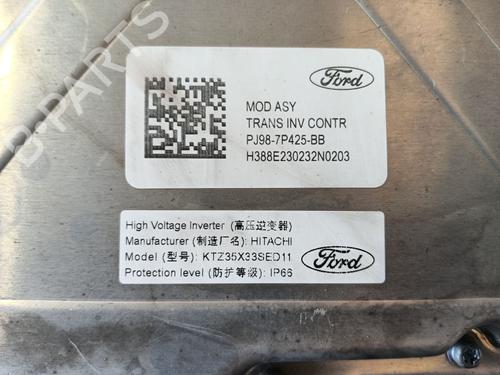 B-PARTS
Ford
MOD ASY
TRANS INV CONTR
PJ98-7P425-BB
H388E230232N0203
High Voltage Inverter (高压逆变器)
Manufacturer (制造厂名): HITACHI
Model (型号): KTZ35X33SED11
Protection level (防护等级): IP66
Ford